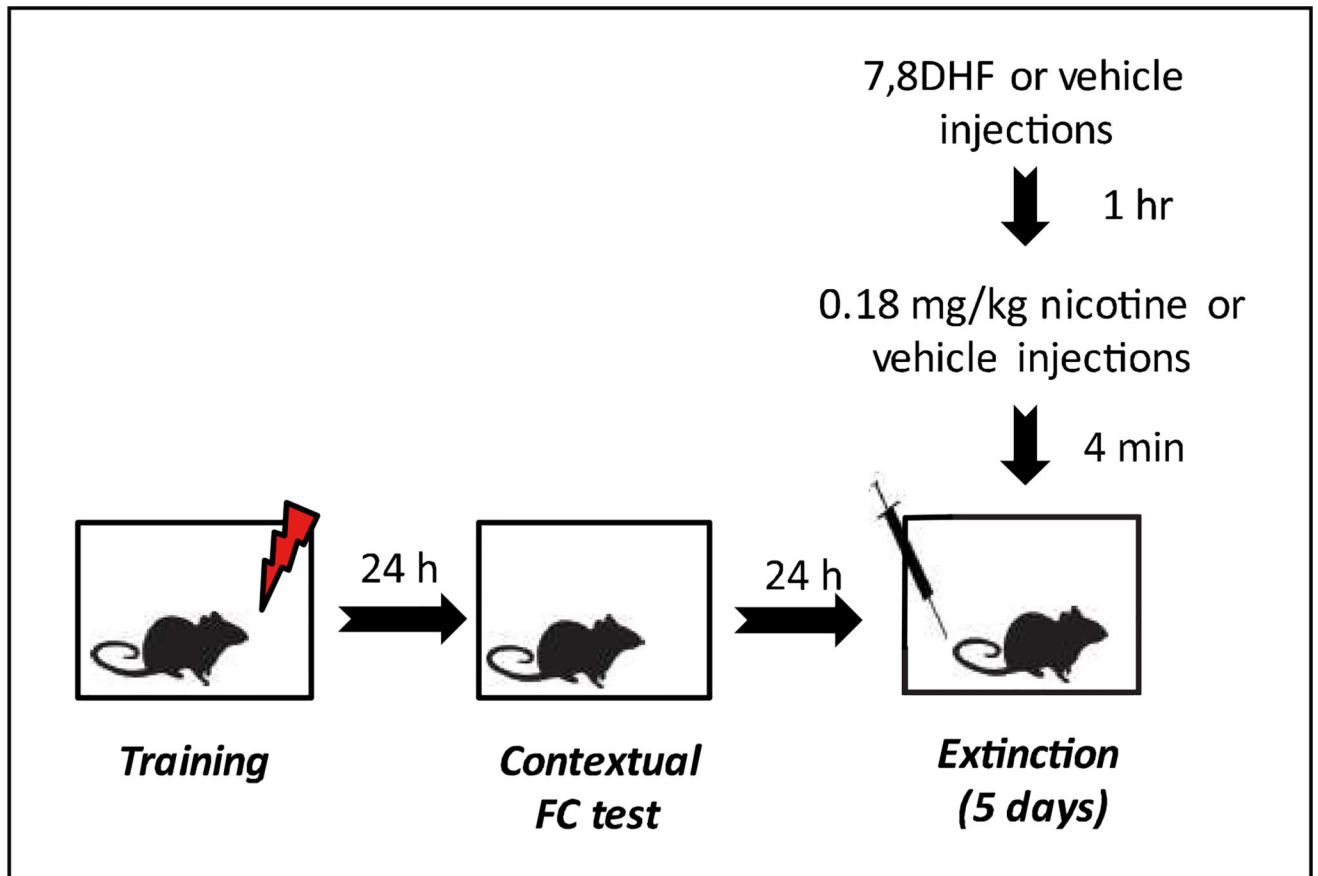 7,8DHF or vehicle
injections
1 hr
0.18 mg/kg nicotine or
vehicle injections
4 min
24 h
24 h
Training
Contextual
FC test
Extinction
(5 days)